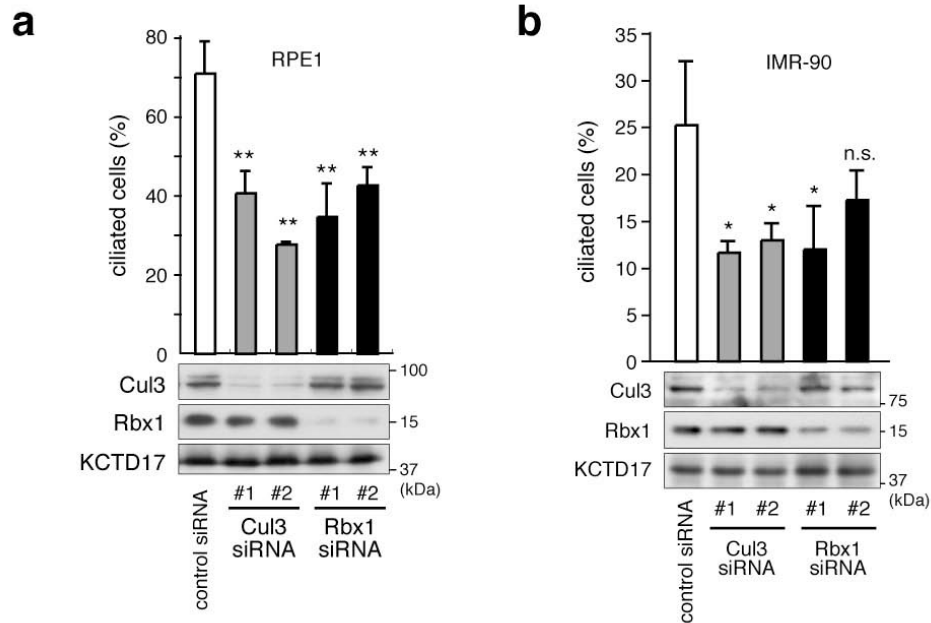 a
RPE1
ciliated cells (%)
80
60
40
20
0
**
**
**
**
Cul3
100
Rbx1
15
KCTD17
37
(kDa)
control siRNA
#1 #2 #1 #2
Cul3 siRNA
Rbx1 siRNA
b
IMR-90
ciliated cells (%)
35
30
25
20
15
10
5
0
*
*
*
n.s.
Cul3
75
Rbx1
15
KCTD17
37
(kDa)
control siRNA
#1 #2 #1 #2
Cul3 siRNA
Rbx1 siRNA